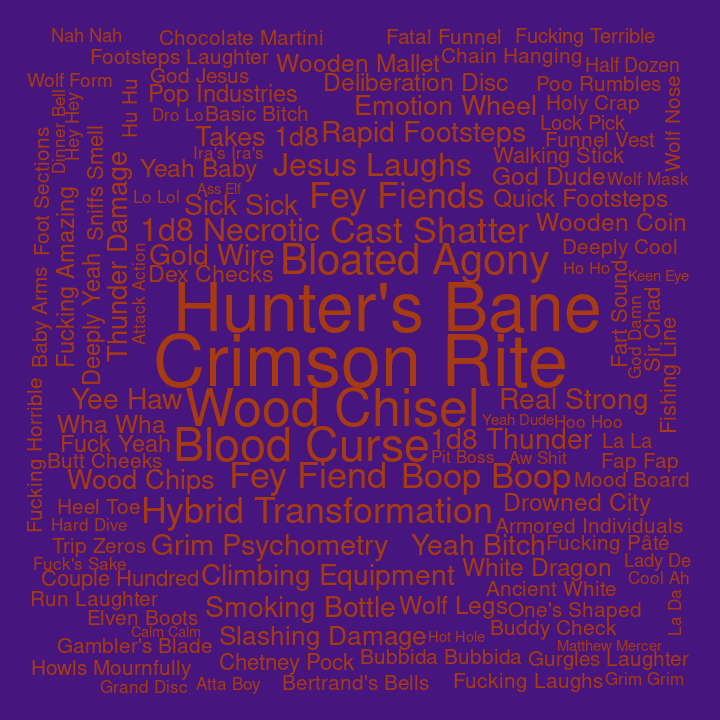 Nah Nah
Chocolate Martini
Fatal Funnel
Fucking Terrible
Footsteps Laughter
Wooden Mallet
Chain Hanging
Half Dozen
Wolf Form
God Jesus
Deliberation Disc
Poo Rumbles
Pop Industries
Emotion Wheel
Holy Crap
Wolf Nose
Dinner Bell
Hey Hey
Hu Hu
Dro Lo
Basic Bitch
Lock Pick
Takes 1d8
Rapid Footsteps
Funnel Vest
Ira's Ira's
Walking Stick
Yeah Baby
Jesus Laughs
God Dude
Wolf Mask
Foot Sections
Sniffs Smell
Ass Elf
Lo Lol
Sick Sick
Fey Fiends
Quick Footsteps
Fucking Amazing
Thunder Damage
1d8 Necrotic
Cast Shatter
Wooden Coin
Deeply Yeah
Attack Action
Gold Wire
Bloated Agony
Deeply Cool
Dex Checks
Ho Ho
Keen Eye
Baby Arms
Hunter's Bane
Fart Sound
God Damn
Sir Chad
Fishing Line
Crimson Rite
Yee Haw
Wood Chisel
Real Strong
Wha Wha
Yeah Dude
Hoo Hoo
Fuck Yeah
Blood Curse
1d8 Thunder
La La
Butt Cheeks
Pit Boss
Aw Shit
Fap Fap
Fucking Horrible
Wood Chips
Fey Fiend
Boop Boop
Mood Board
Heel Toe
Hybrid Transformation
Drowned City
Hard Dive
Armored Individuals
Trip Zeros
Grim Psychometry
Yeah Bitch
Fucking Pâté
Fuck's Sake
Lady De
Couple Hundred
Climbing Equipment
White Dragon
Cool Ah
Ancient White
Run Laughter
Smoking Bottle
Wolf Legs
One's Shaped
La Da
Elven Boots
Calm Calm
Slashing Damage
Hot Hole
Buddy Check
Gambler's Blade
Matthew Mercer
Howls Mournfully
Chetney Pock
Bubbida Bubbida
Gurgles Laughter
Grand Disc
Atta Boy
Bertrand's Bells
Fucking Laughs
Grim Grim